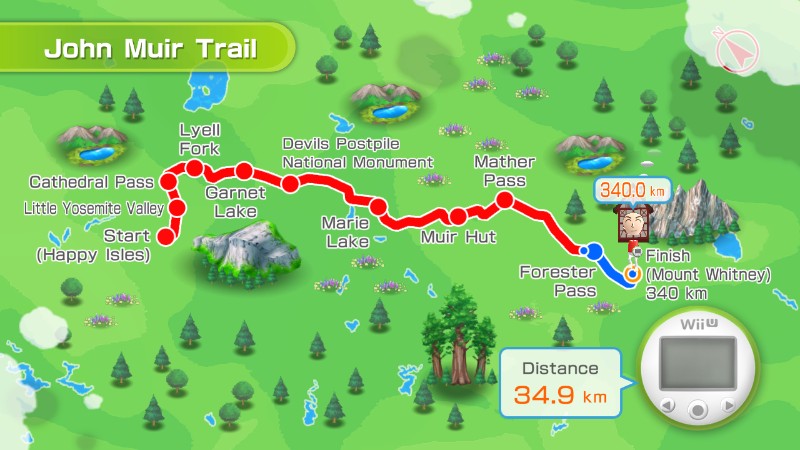 John Muir Trail
N
Lyell
Fork
Devils Postpile
National Monument
Mather
Pass
Cathedral Pass
340.0 km
Garnet
Lake
Little Yosemite Valley
Marie
Lake
Muir Hut
Start
(Happy Isles)
Finish
(Mount Whitney)
340 km
Forester
Pass
Wii U
Distance
34.9 km